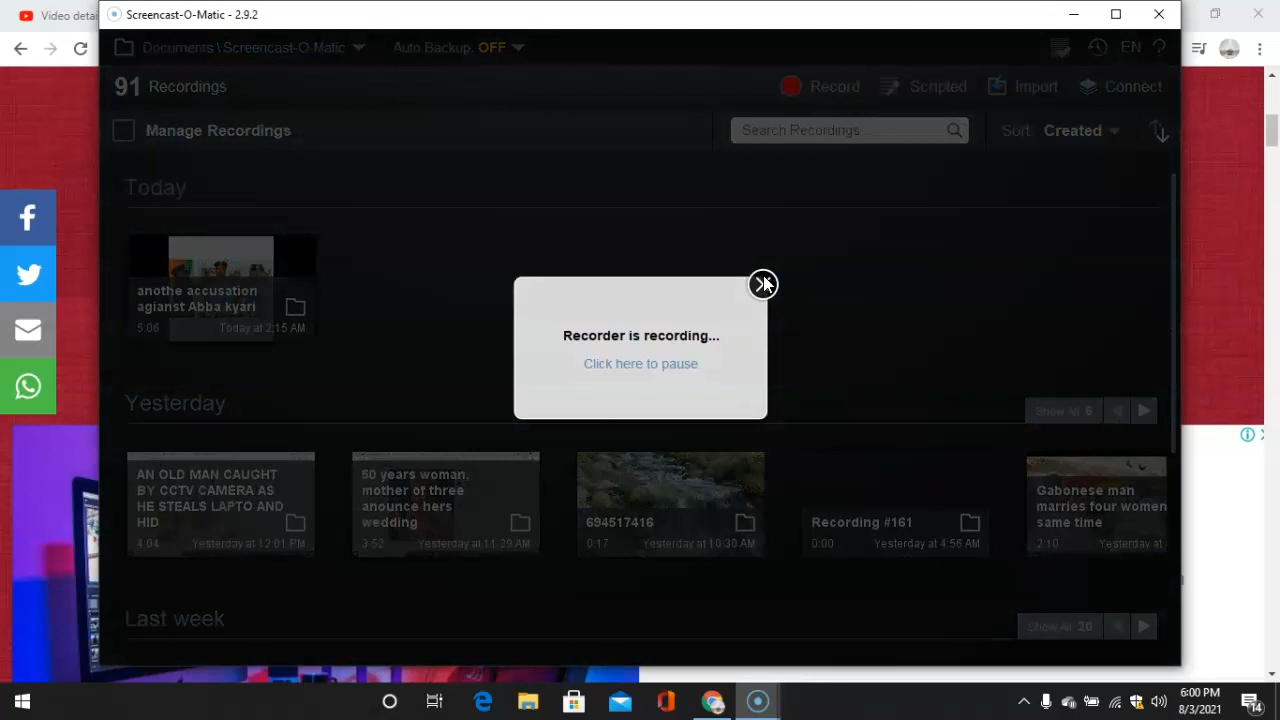 Video detai
Screencast-O-Matic - 2.9.2
Documents \ Screencast-O-Matic
Auto Backup: OFF
EN ?
91 Recordings
Record
Scripted
Import
Connect
Manage Recordings
Search Recordings...
Sort: Created
Today
anothe accusation
agianst Abba kyari
5:06 Today at 2:15 AM
Recorder is recording...
Click here to pause
Yesterday
Show All 6
AN OLD MAN CAUGHT
BY CCTV CAMERA AS
HE STEALS LAPTO AND
HID
4:04 Yesterday at 12:01 PM
50 years woman,
mother of three
anounce hers
wedding
3:52 Yesterday at 11:29 AM
694517416
0:17 Yesterday at 10:30 AM
Recording #161
0:00 Yesterday at 4:56 AM
Gabonese man
marries four women
same time
2:10 Yesterday at
Last week
Show All 20
6:00 PM
8/3/2021
14